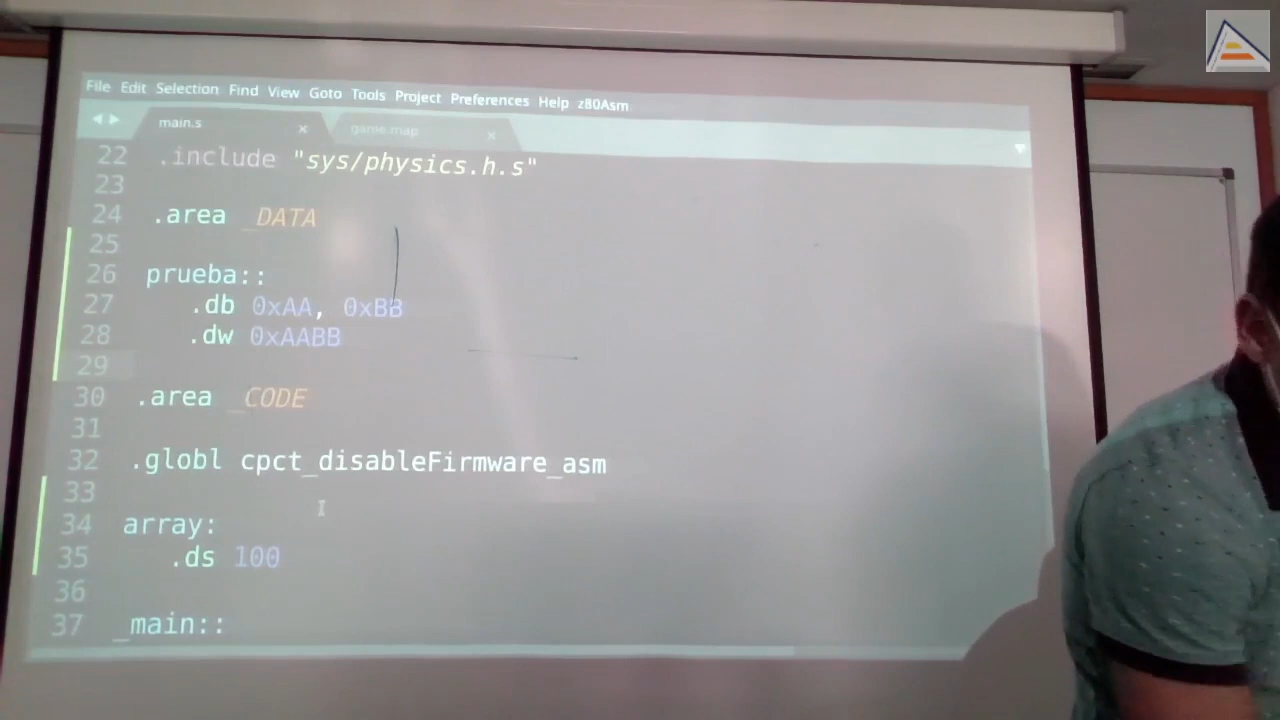 File Edit Selection Find View Goto Tools Project Preferences Help z80Asm
main.s × game.map ×
22 .include "sys/physics.h.s"
23
24 .area _DATA
25
26 prueba::
27 .db 0xAA, 0xBB
28 .dw 0xAABB
29
30 .area _CODE
31
32 .globl cpct_disableFirmware_asm
33
34 array:
35 .ds 100
36
37 _main::